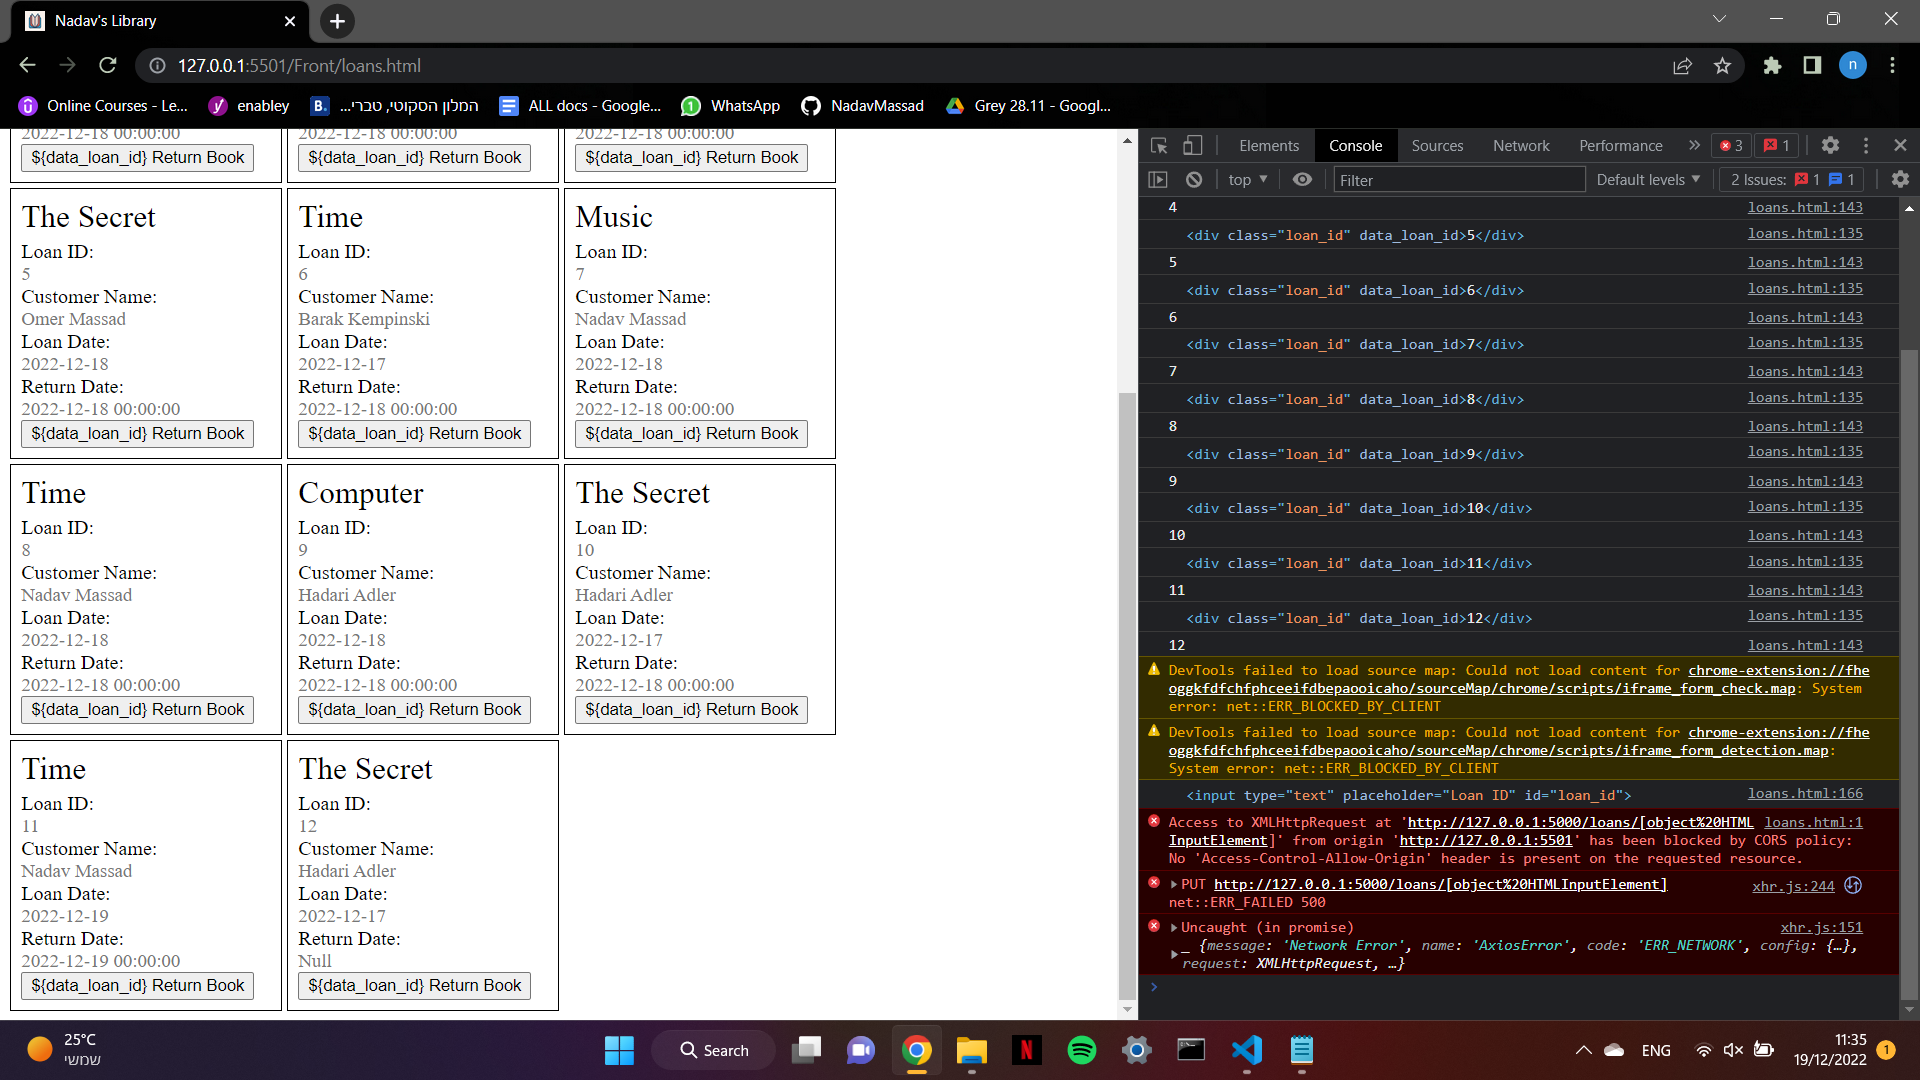 Nadav's Library
127.0.0.1:5501/Front/loans.html
Online Courses - Le...
enabley
המלון הסקוטי, טברי...
ALL docs - Google...
WhatsApp
NadavMassad
Grey 28.11 - Googl...
2022-12-18 00:00:00
${data_loan_id} Return Book
2022-12-18 00:00:00
${data_loan_id} Return Book
2022-12-18 00:00:00
${data_loan_id} Return Book
The Secret
Loan ID:
5
Customer Name:
Omer Massad
Loan Date:
2022-12-18
Return Date:
2022-12-18 00:00:00
${data_loan_id} Return Book
Time
Loan ID:
6
Customer Name:
Barak Kempinski
Loan Date:
2022-12-17
Return Date:
2022-12-18 00:00:00
${data_loan_id} Return Book
Music
Loan ID:
7
Customer Name:
Nadav Massad
Loan Date:
2022-12-18
Return Date:
2022-12-18 00:00:00
${data_loan_id} Return Book
Time
Loan ID:
8
Customer Name:
Nadav Massad
Loan Date:
2022-12-18
Return Date:
2022-12-18 00:00:00
${data_loan_id} Return Book
Computer
Loan ID:
9
Customer Name:
Hadari Adler
Loan Date:
2022-12-18
Return Date:
2022-12-18 00:00:00
${data_loan_id} Return Book
The Secret
Loan ID:
10
Customer Name:
Hadari Adler
Loan Date:
2022-12-17
Return Date:
2022-12-18 00:00:00
${data_loan_id} Return Book
Time
Loan ID:
11
Customer Name:
Nadav Massad
Loan Date:
2022-12-19
Return Date:
2022-12-19 00:00:00
${data_loan_id} Return Book
The Secret
Loan ID:
12
Customer Name:
Hadari Adler
Loan Date:
2022-12-17
Return Date:
Null
${data_loan_id} Return Book
Elements Console Sources Network Performance » 3 1
top Filter Default levels 2 Issues: 1 1
4 loans.html:143
<div class="loan_id" data_loan_id>5</div> loans.html:135
5 loans.html:143
<div class="loan_id" data_loan_id>6</div> loans.html:135
6 loans.html:143
<div class="loan_id" data_loan_id>7</div> loans.html:135
7 loans.html:143
<div class="loan_id" data_loan_id>8</div> loans.html:135
8 loans.html:143
<div class="loan_id" data_loan_id>9</div> loans.html:135
9 loans.html:143
<div class="loan_id" data_loan_id>10</div> loans.html:135
10 loans.html:143
<div class="loan_id" data_loan_id>11</div> loans.html:135
11 loans.html:143
<div class="loan_id" data_loan_id>12</div> loans.html:135
12 loans.html:143
DevTools failed to load source map: Could not load content for chrome-extension://fhe
oggkfdfchfphceeifdbepaooicaho/sourceMap/chrome/scripts/iframe_form_check.map: System
error: net::ERR_BLOCKED_BY_CLIENT
DevTools failed to load source map: Could not load content for chrome-extension://fhe
oggkfdfchfphceeifdbepaooicaho/sourceMap/chrome/scripts/iframe_form_detection.map:
System error: net::ERR_BLOCKED_BY_CLIENT
<input type="text" placeholder="Loan ID" id="loan_id"> loans.html:166
Access to XMLHttpRequest at 'http://127.0.0.1:5000/loans/[object%20HTML loans.html:1
InputElement]' from origin 'http://127.0.0.1:5501' has been blocked by CORS policy:
No 'Access-Control-Allow-Origin' header is present on the requested resource.
PUT http://127.0.0.1:5000/loans/[object%20HTMLInputElement] xhr.js:244
net::ERR_FAILED 500
Uncaught (in promise) xhr.js:151
_ {message: 'Network Error', name: 'AxiosError', code: 'ERR_NETWORK', config: {…},
request: XMLHttpRequest, …}
25°C
שמשי
Search
ENG
11:35
19/12/2022
1